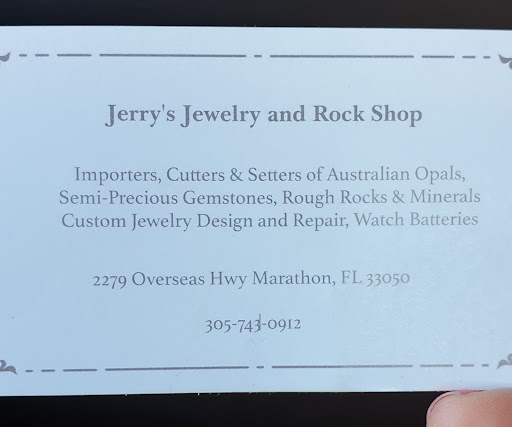 Jerry's Jewelry and Rock Shop
Importers, Cutters & Setters of Australian Opals,
Semi-Precious Gemstones, Rough Rocks & Minerals
Custom Jewelry Design and Repair, Watch Batteries
2279 Overseas Hwy Marathon, FL 33050
305-743-0912